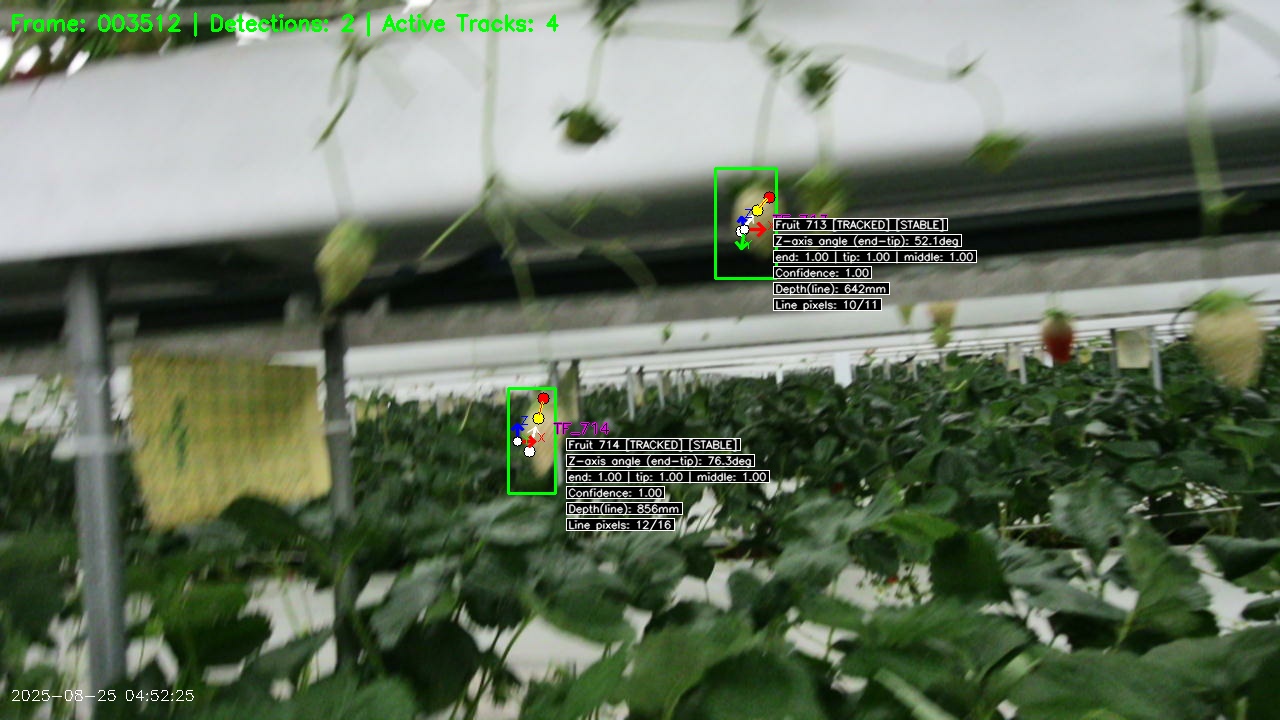 Frame: 003512 | Detections: 2 | Active Tracks: 4
Z
Fruit 713 [TRACKED] [STABLE]
Z-axis angle (end-tip): 52.1deg
end: 1.00 | tip: 1.00 | middle: 1.00
Confidence: 1.00
Depth(line): 642mm
Line pixels: 10/11
Z
X
TF_714
Fruit 714 [TRACKED] [STABLE]
Z-axis angle (end-tip): 76.3deg
end: 1.00 | tip: 1.00 | middle: 1.00
Confidence: 1.00
Depth(line): 856mm
Line pixels: 12/16
2025-08-25 04:52:25